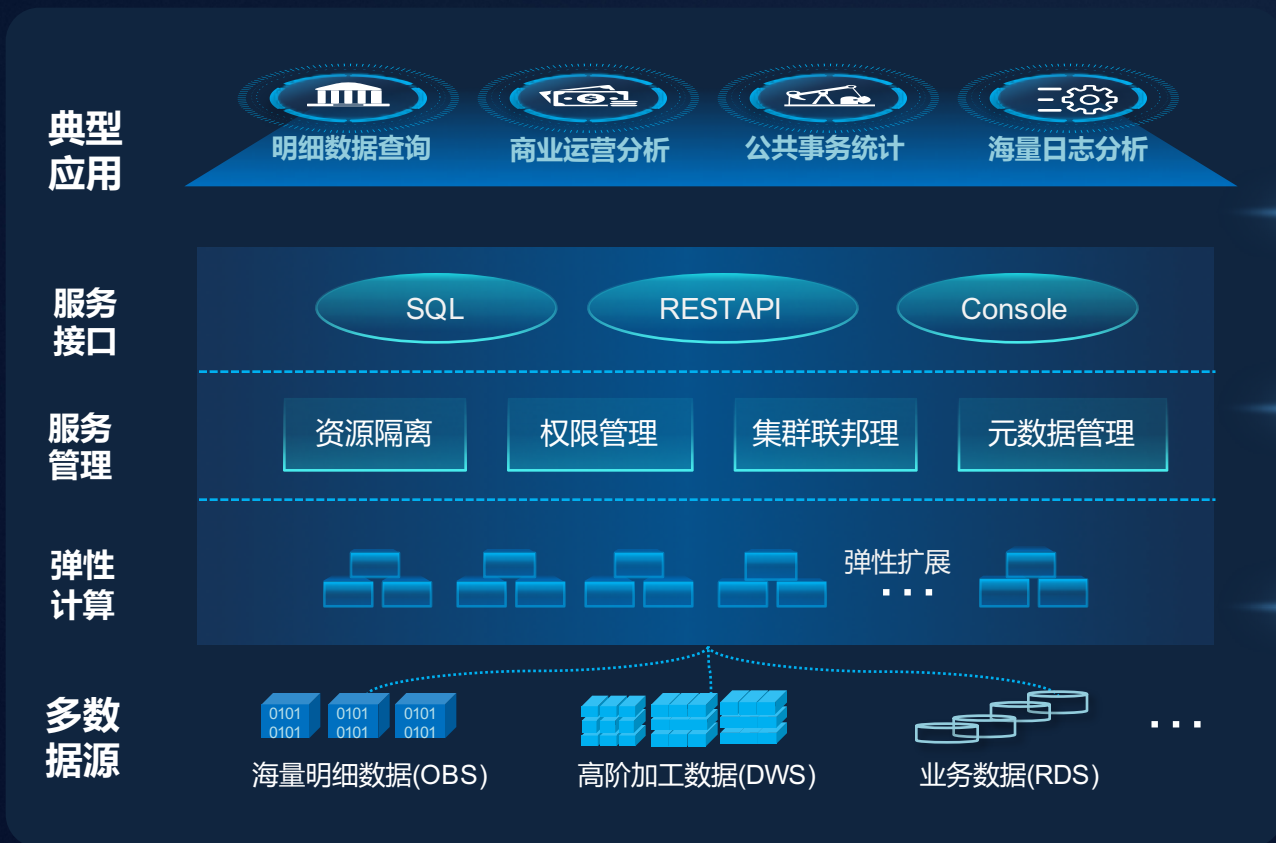 典型
应用
明细数据查询
商业运营分析
公共事务统计
海量日志分析
服务
接口
SQL
RESTAPI
Console
服务
管理
资源隔离
权限管理
集群联邦理
元数据管理
弹性
计算
弹性扩展
...
多数
据源
0101
0101
0101
0101
0101
0101
海量明细数据(OBS)
高阶加工数据(DWS)
业务数据(RDS)
...